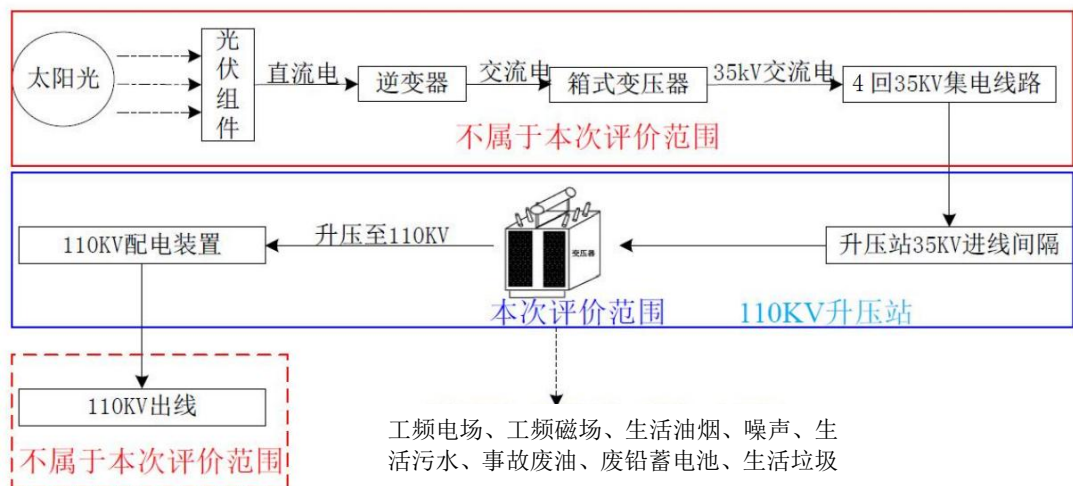 太阳光
光伏组件
直流电
逆变器
交流电
箱式变压器
35kV交流电
4回35KV集电线路
不属于本次评价范围
110KV配电装置
升压至110KV
变压器
升压站35KV进线间隔
本次评价范围
110KV升压站
110KV出线
不属于本次评价范围
工频电场、工频磁场、生活油烟、噪声、生
活污水、事故废油、废铅蓄电池、生活垃圾